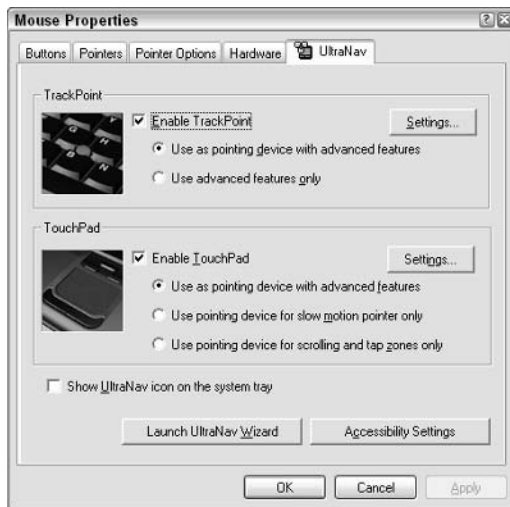 Mouse Properties
Buttons Pointers Pointer Options Hardware UltraNav
TrackPoint
Enable TrackPoint Settings...
Use as pointing device with advanced features
Use advanced features only
TouchPad
Enable TouchPad Settings...
Use as pointing device with advanced features
Use pointing device for slow motion pointer only
Use pointing device for scrolling and tap zones only
Show UltraNav icon on the system tray
Launch UltraNav Wizard Accessibility Settings
OK Cancel Apply